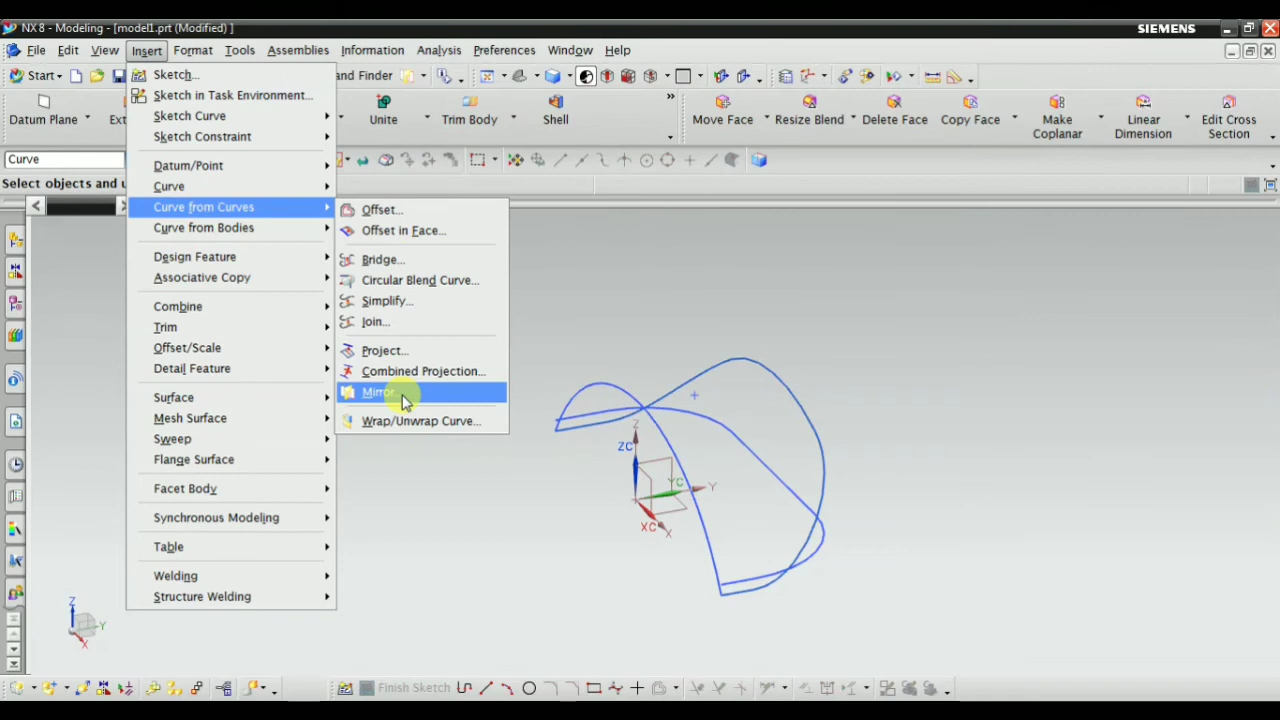 NX 8 - Modeling - [model1.prt (Modified) ]
SIEMENS
File Edit View Insert Format Tools Assemblies Information Analysis Preferences Window Help
Start
and Finder
Datum Plane
Unite
Trim Body
Shell
Move Face
Resize Blend
Delete Face
Copy Face
Make Coplanar
Linear Dimension
Edit Cross Section
Curve
Select objects and
Sketch...
Sketch in Task Environment...
Sketch Curve
Sketch Constraint
Datum/Point
Curve
Curve from Curves
Curve from Bodies
Design Feature
Associative Copy
Combine
Trim
Offset/Scale
Detail Feature
Surface
Mesh Surface
Sweep
Flange Surface
Facet Body
Synchronous Modeling
Table
Welding
Structure Welding
Offset...
Offset in Face...
Bridge...
Circular Blend Curve...
Simplify...
Join...
Project...
Combined Projection...
Mirror
Wrap/Unwrap Curve...
Z
ZC
YC
Y
XC
X
Z
Y
X
Finish Sketch